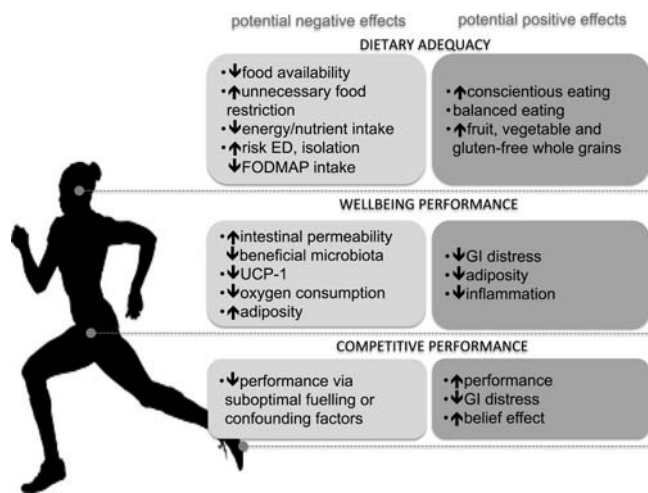 potential negative effects potential positive effects
DIETARY ADEQUACY
•↓food availability
•↑unnecessary food
restriction
•↓energy/nutrient intake
•↑risk ED, isolation
↓FODMAP intake
•↑conscientious eating
•balanced eating
•↑fruit, vegetable and
gluten-free whole grains
WELLBEING PERFORMANCE
•↑intestinal permeability
↓beneficial microbiota
•↓UCP-1
•↓oxygen consumption
•↑adiposity
•↓GI distress
•↓adiposity
•↓inflammation
COMPETITIVE PERFORMANCE
•↓performance via
suboptimal fuelling or
confounding factors
•↑performance
•↓GI distress
•↑belief effect